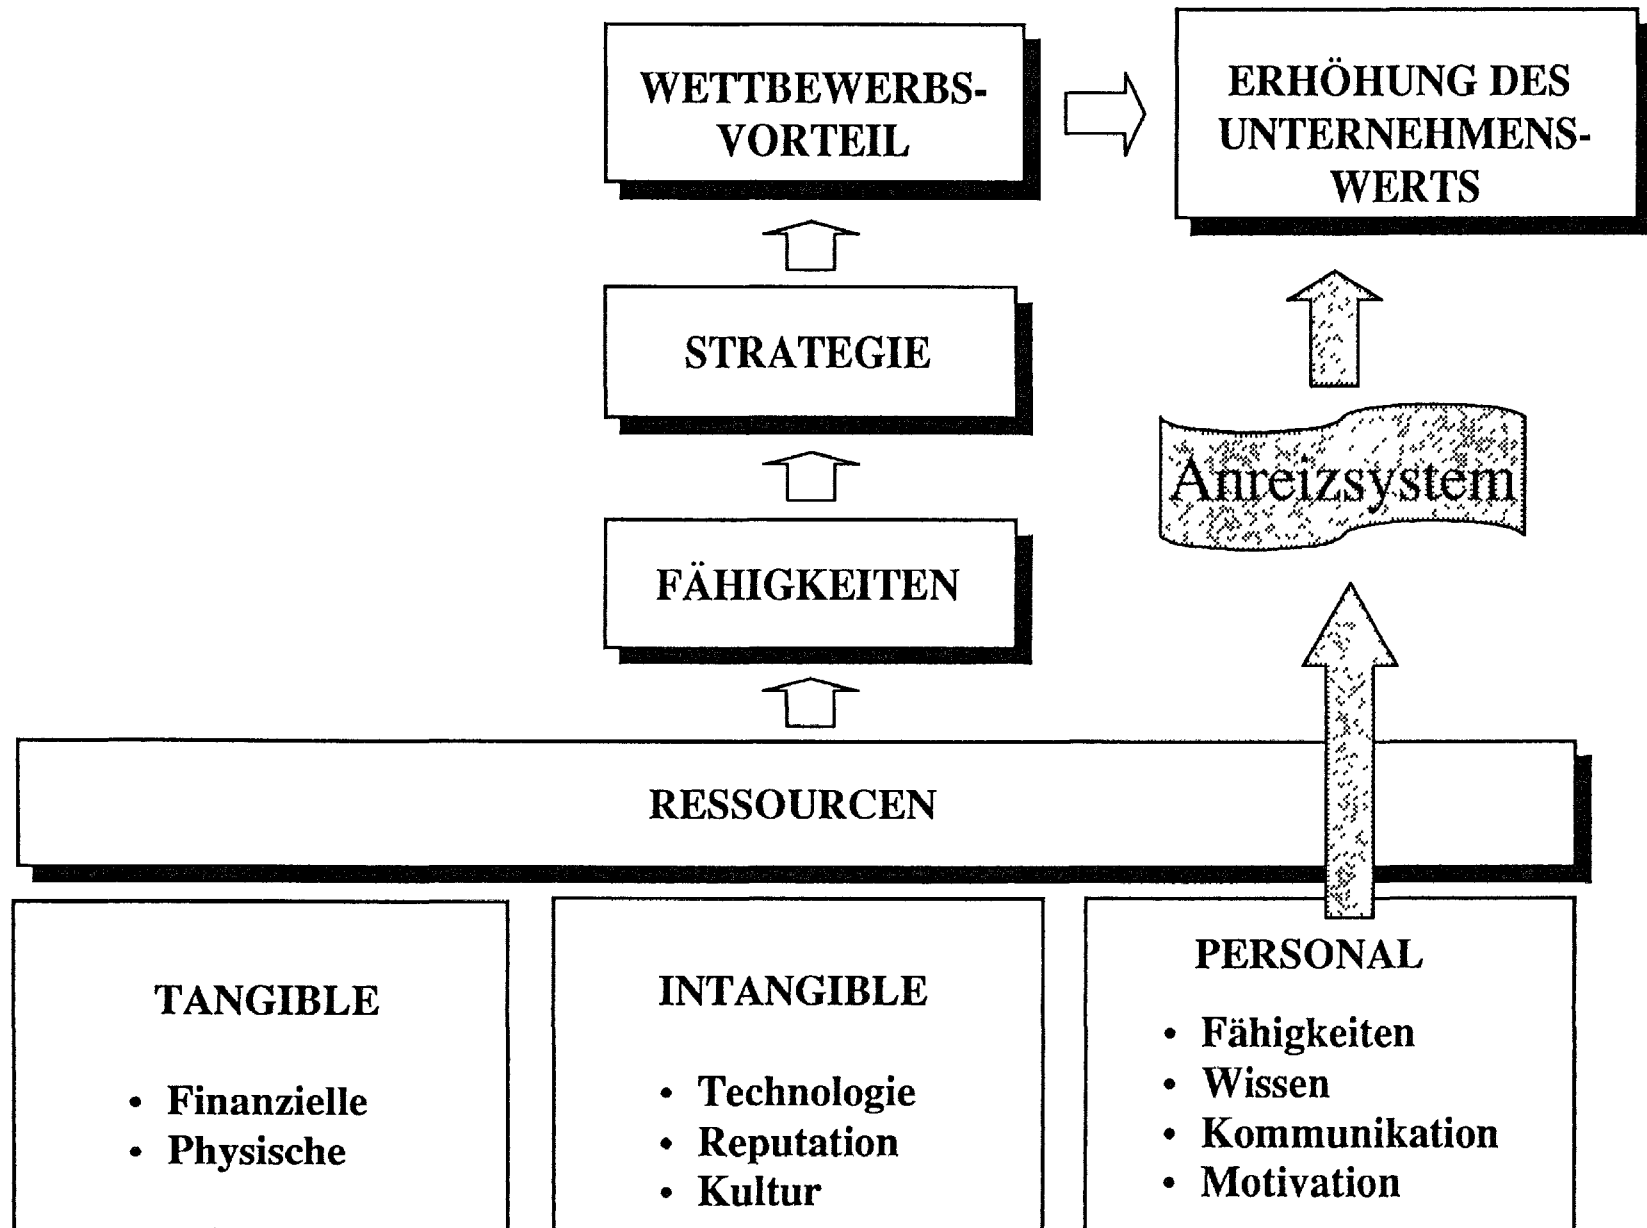 WETTBEWERBS-
VORTEIL
ERHÖHUNG DES
UNTERNEHMENS-
WERTS
STRATEGIE
Anreizsystem
FÄHIGKEITEN
RESSOURCEN
TANGIBLE
• Finanzielle
• Physische
INTANGIBLE
• Technologie
• Reputation
• Kultur
PERSONAL
• Fähigkeiten
• Wissen
• Kommunikation
• Motivation